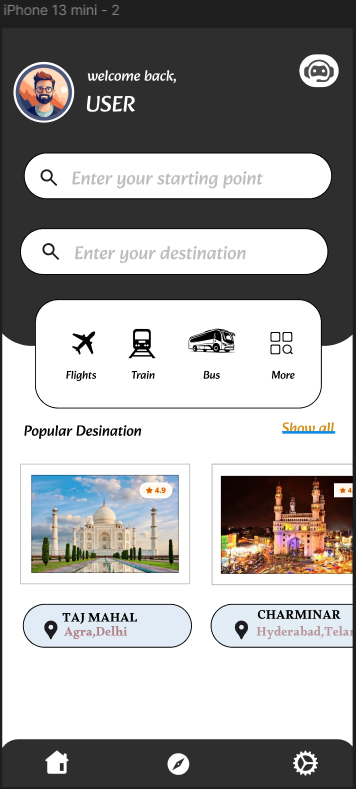 iPhone 13 mini - 2
welcome back,
USER
Enter your starting point
Enter your destination
Flights Train Bus More
Popular Desination Show all
4.9 4
TAJ MAHAL CHARMINAR
Agra,Delhi Hyderabad,Telan